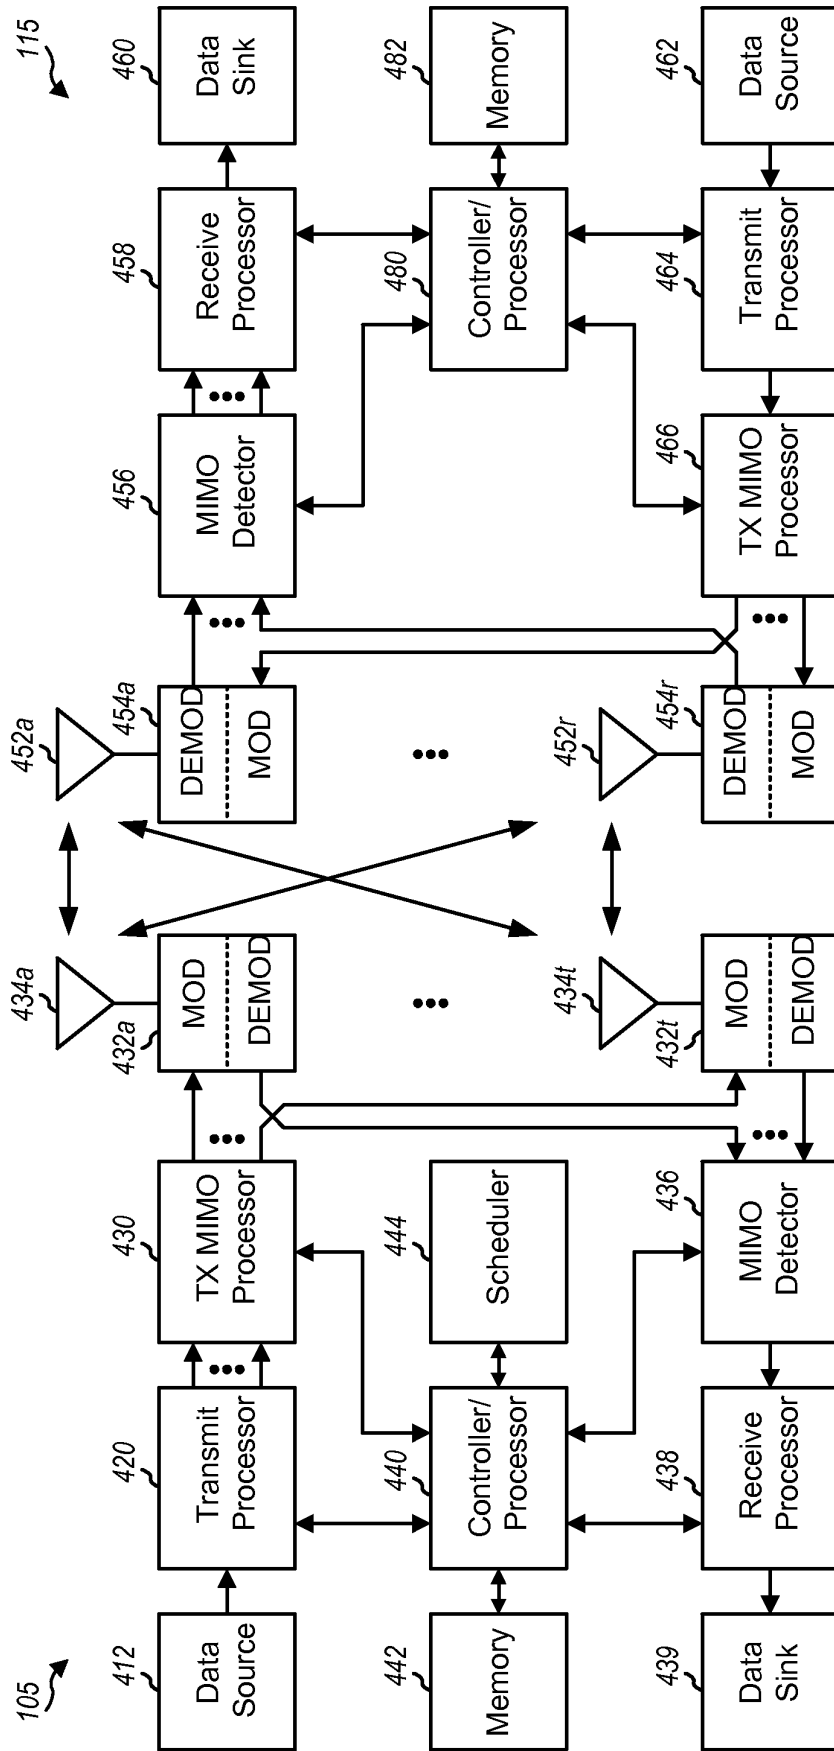 105
115
412
Data
Source
420
Transmit
Processor
430
TX MIMO
Processor
432a
MOD
DEMOD
434a
452a
454a
DEMOD
MOD
456
MIMO
Detector
458
Receive
Processor
460
Data
Sink
442
Memory
440
Controller/
Processor
444
Scheduler
480
Controller/
Processor
482
Memory
439
Data
Sink
438
Receive
Processor
436
MIMO
Detector
432t
MOD
DEMOD
434t
452r
454r
DEMOD
MOD
466
TX MIMO
Processor
464
Transmit
Processor
462
Data
Source